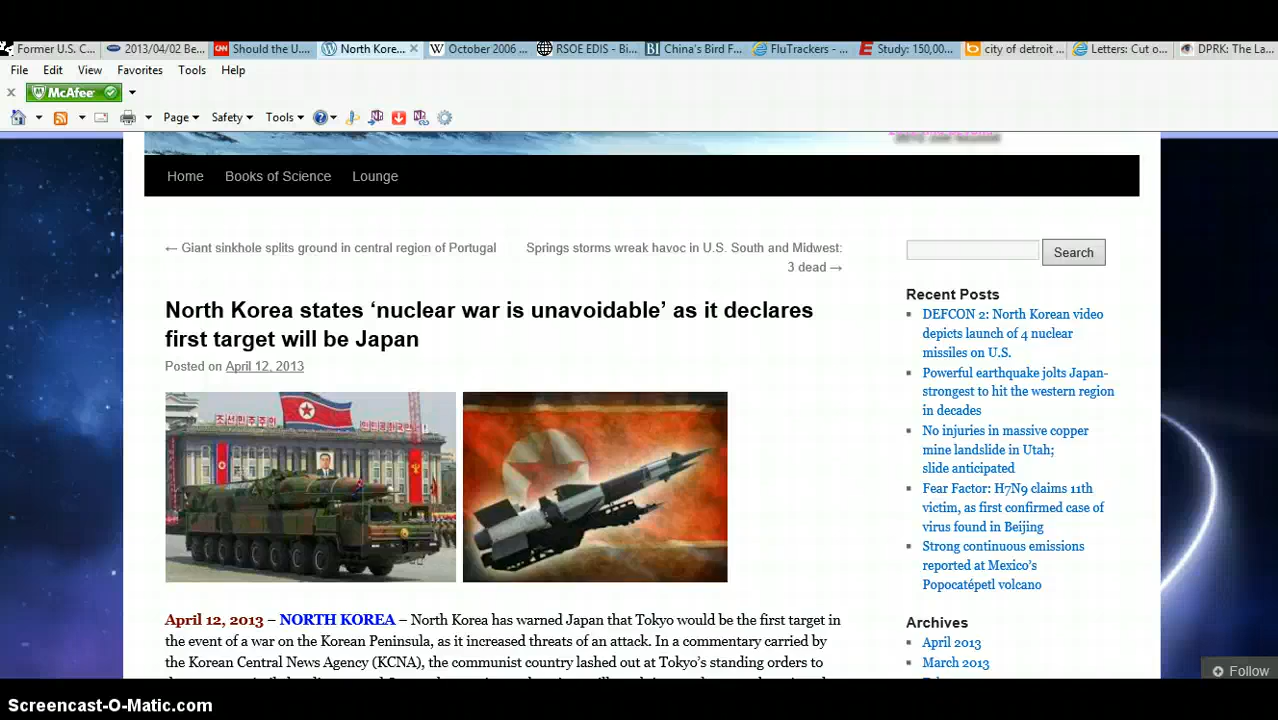 Former U.S. C...
2013/04/02 Be...
Should the U....
North Kore...
October 2006 ...
RSOE EDIS - Bi...
China's Bird F...
FluTrackers - ...
Study: 150,00...
city of detroit ...
Letters: Cut o...
DPRK: The La...
File Edit View Favorites Tools Help
McAfee
Page Safety Tools
Home Books of Science Lounge
← Giant sinkhole splits ground in central region of Portugal
Springs storms wreak havoc in U.S. South and Midwest:
3 dead →
North Korea states ‘nuclear war is unavoidable’ as it declares
first target will be Japan
Posted on April 12, 2013
조선민주주의
April 12, 2013 – NORTH KOREA – North Korea has warned Japan that Tokyo would be the first target in
the event of a war on the Korean Peninsula, as it increased threats of an attack. In a commentary carried by
the Korean Central News Agency (KCNA), the communist country lashed out at Tokyo’s standing orders to
Search
Recent Posts
DEFCON 2: North Korean video
depicts launch of 4 nuclear
missiles on U.S.
Powerful earthquake jolts Japan-
strongest to hit the western region
in decades
No injuries in massive copper
mine landslide in Utah;
slide anticipated
Fear Factor: H7N9 claims 11th
victim, as first confirmed case of
virus found in Beijing
Strong continuous emissions
reported at Mexico’s
Popocatépetl volcano
Archives
April 2013
March 2013
Follow
Screencast-O-Matic.com